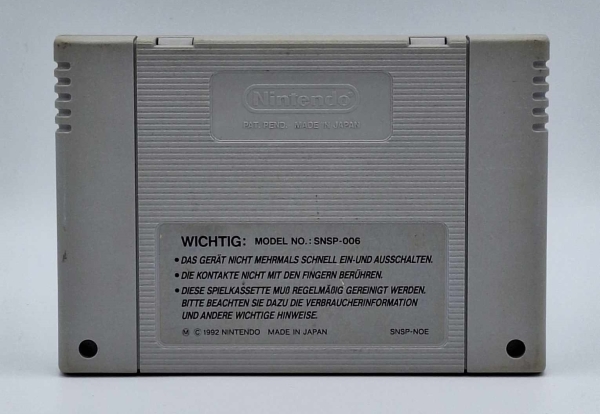 Nintendo
PAT. PEND. MADE IN JAPAN
WICHTIG: MODEL NO.: SNSP-006
• DAS GERÄT NICHT MEHRMALS SCHNELL EIN-UND AUSSCHALTEN.
• DIE KONTAKTE NICHT MIT DEN FINGERN BERÜHREN.
• DIESE SPIELKASSETTE MUß REGELMÄßIG GEREINIGT WERDEN.
BITTE BEACHTEN SIE DAZU DIE VERBRAUCHERINFORMATION
UND ANDERE WICHTIGE HINWEISE.
Ⓜ © 1992 NINTENDO MADE IN JAPAN SNSP-NOE